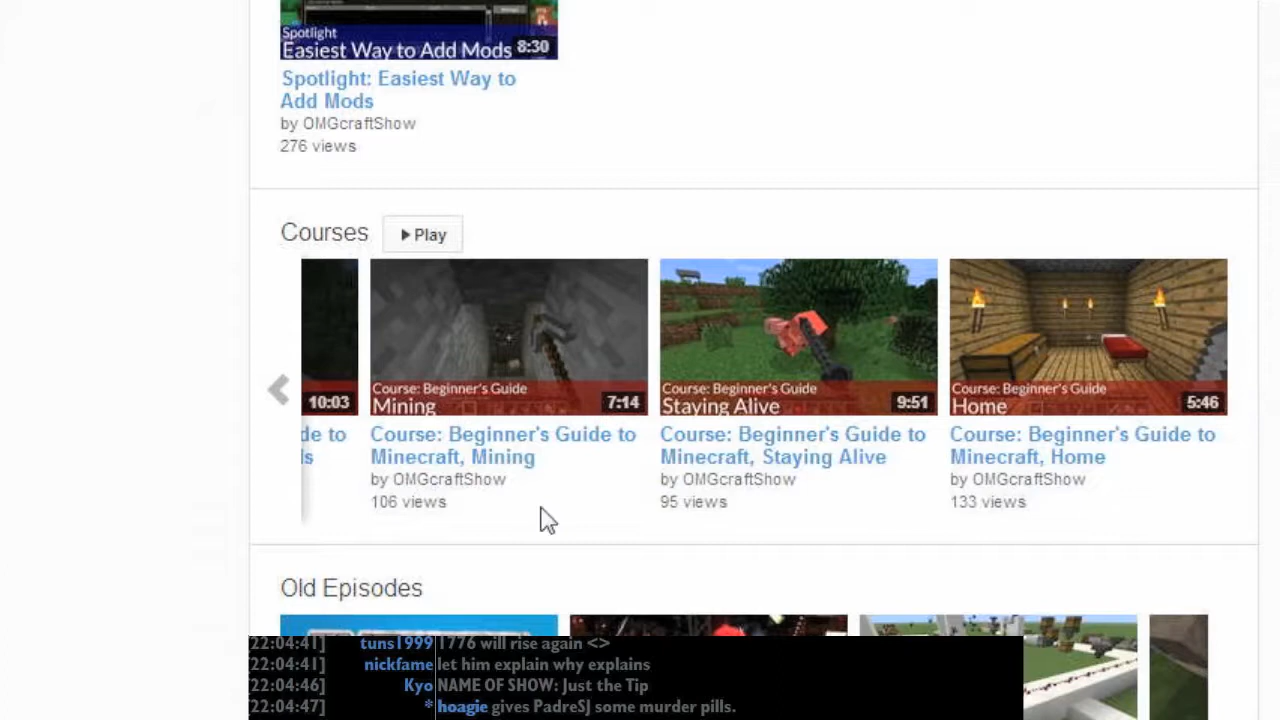 Spotlight
Easiest Way to Add Mods 8:30
Spotlight: Easiest Way to
Add Mods
by OMGcraftShow
276 views
Courses
Play
10:03
de to
ls
Course: Beginner's Guide
Mining 7:14
Course: Beginner's Guide to
Minecraft, Mining
by OMGcraftShow
106 views
Course: Beginner's Guide
Staying Alive 9:51
Course: Beginner's Guide to
Minecraft, Staying Alive
by OMGcraftShow
95 views
Course: Beginner's Guide
Home 5:46
Course: Beginner's Guide to
Minecraft, Home
by OMGcraftShow
133 views
Old Episodes
[22:04:41] tuns1999 1776 will rise again <>
[22:04:41] nickfame let him explain why explains
[22:04:46] Kyo NAME OF SHOW: Just the Tip
[22:04:47] * hoagie gives PadreSJ some murder pills.